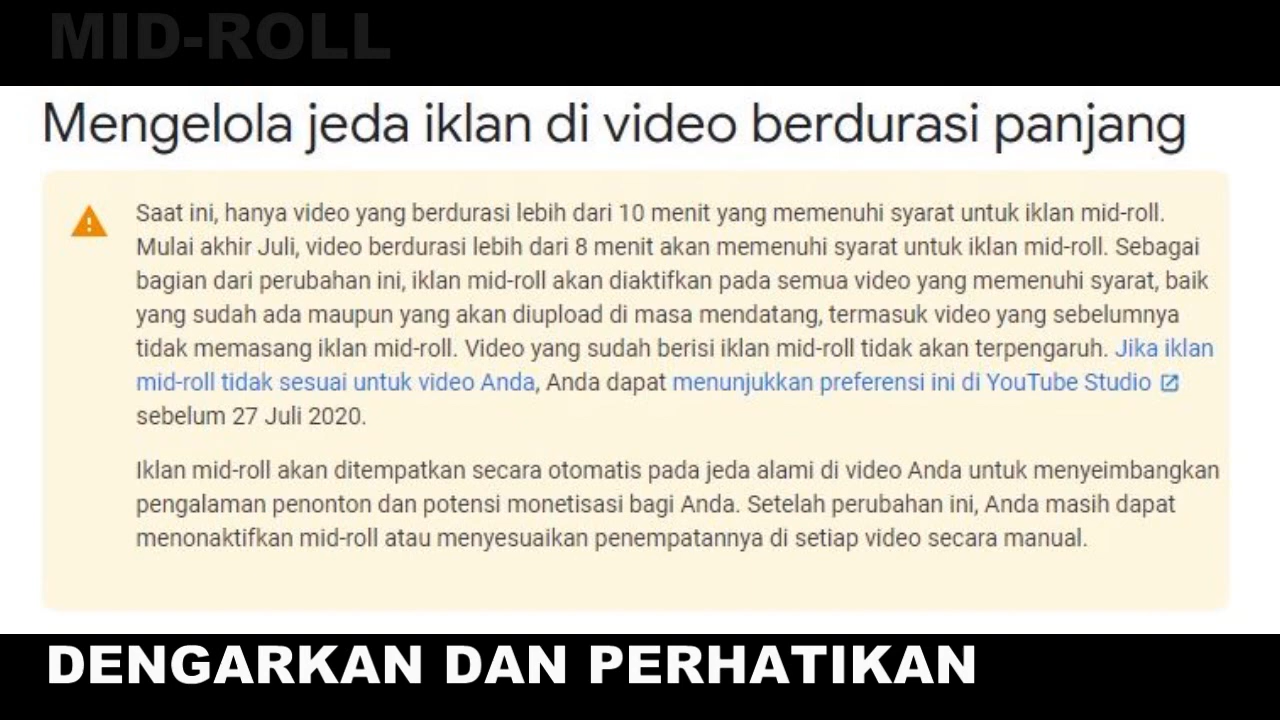 MID-ROLL
Mengelola jeda iklan di video berdurasi panjang
Saat ini, hanya video yang berdurasi lebih dari 10 menit yang memenuhi syarat untuk iklan mid-roll.
Mulai akhir Juli, video berdurasi lebih dari 8 menit akan memenuhi syarat untuk iklan mid-roll. Sebagai
bagian dari perubahan ini, iklan mid-roll akan diaktifkan pada semua video yang memenuhi syarat, baik
yang sudah ada maupun yang akan diupload di masa mendatang, termasuk video yang sebelumnya
tidak memasang iklan mid-roll. Video yang sudah berisi iklan mid-roll tidak akan terpengaruh. Jika iklan
mid-roll tidak sesuai untuk video Anda, Anda dapat menunjukkan preferensi ini di YouTube Studio
sebelum 27 Juli 2020.
Iklan mid-roll akan ditempatkan secara otomatis pada jeda alami di video Anda untuk menyeimbangkan
pengalaman penonton dan potensi monetisasi bagi Anda. Setelah perubahan ini, Anda masih dapat
menonaktifkan mid-roll atau menyesuaikan penempatannya di setiap video secara manual.
DENGARKAN DAN PERHATIKAN